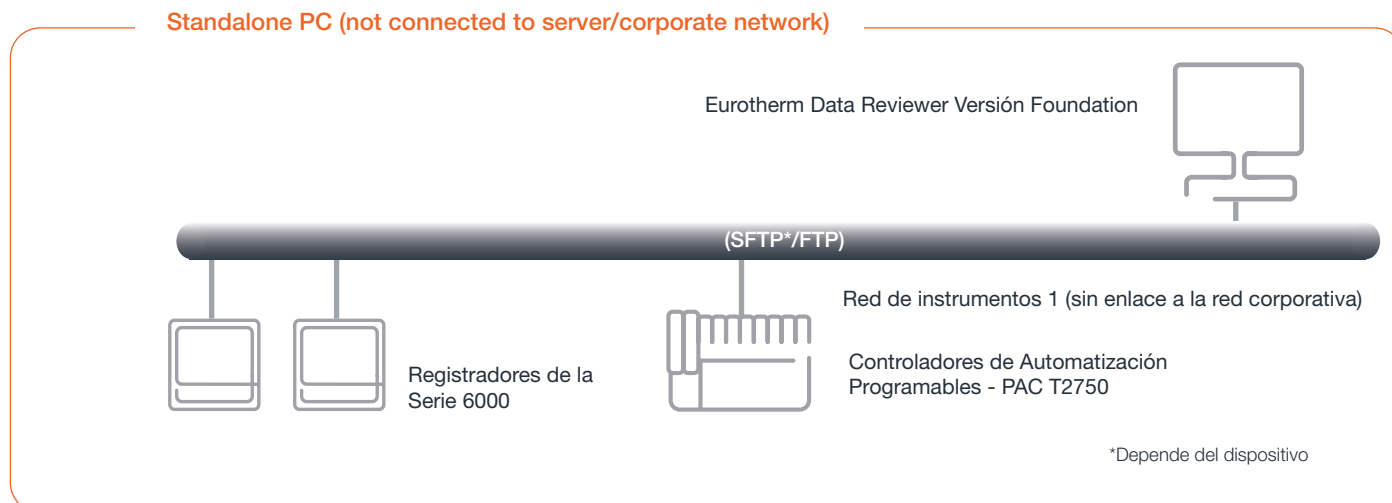 Standalone PC (not connected to server/corporate network)
Eurotherm Data Reviewer Versión Foundation
(SFTP*/FTP)
Red de instrumentos 1 (sin enlace a la red corporativa)
Registradores de la
Serie 6000
Controladores de Automatización
Programables - PAC T2750
*Depende del dispositivo